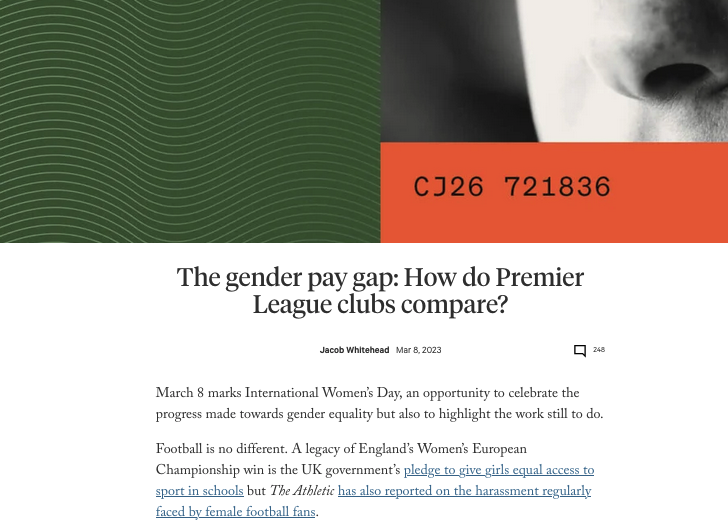 CJ26 721836
The gender pay gap: How do Premier
League clubs compare?
Jacob Whitehead Mar 8, 2023 248
March 8 marks International Women’s Day, an opportunity to celebrate the
progress made towards gender equality but also to highlight the work still to do.
Football is no different. A legacy of England’s Women’s European
Championship win is the UK government’s pledge to give girls equal access to
sport in schools but The Athletic has also reported on the harassment regularly
faced by female football fans.